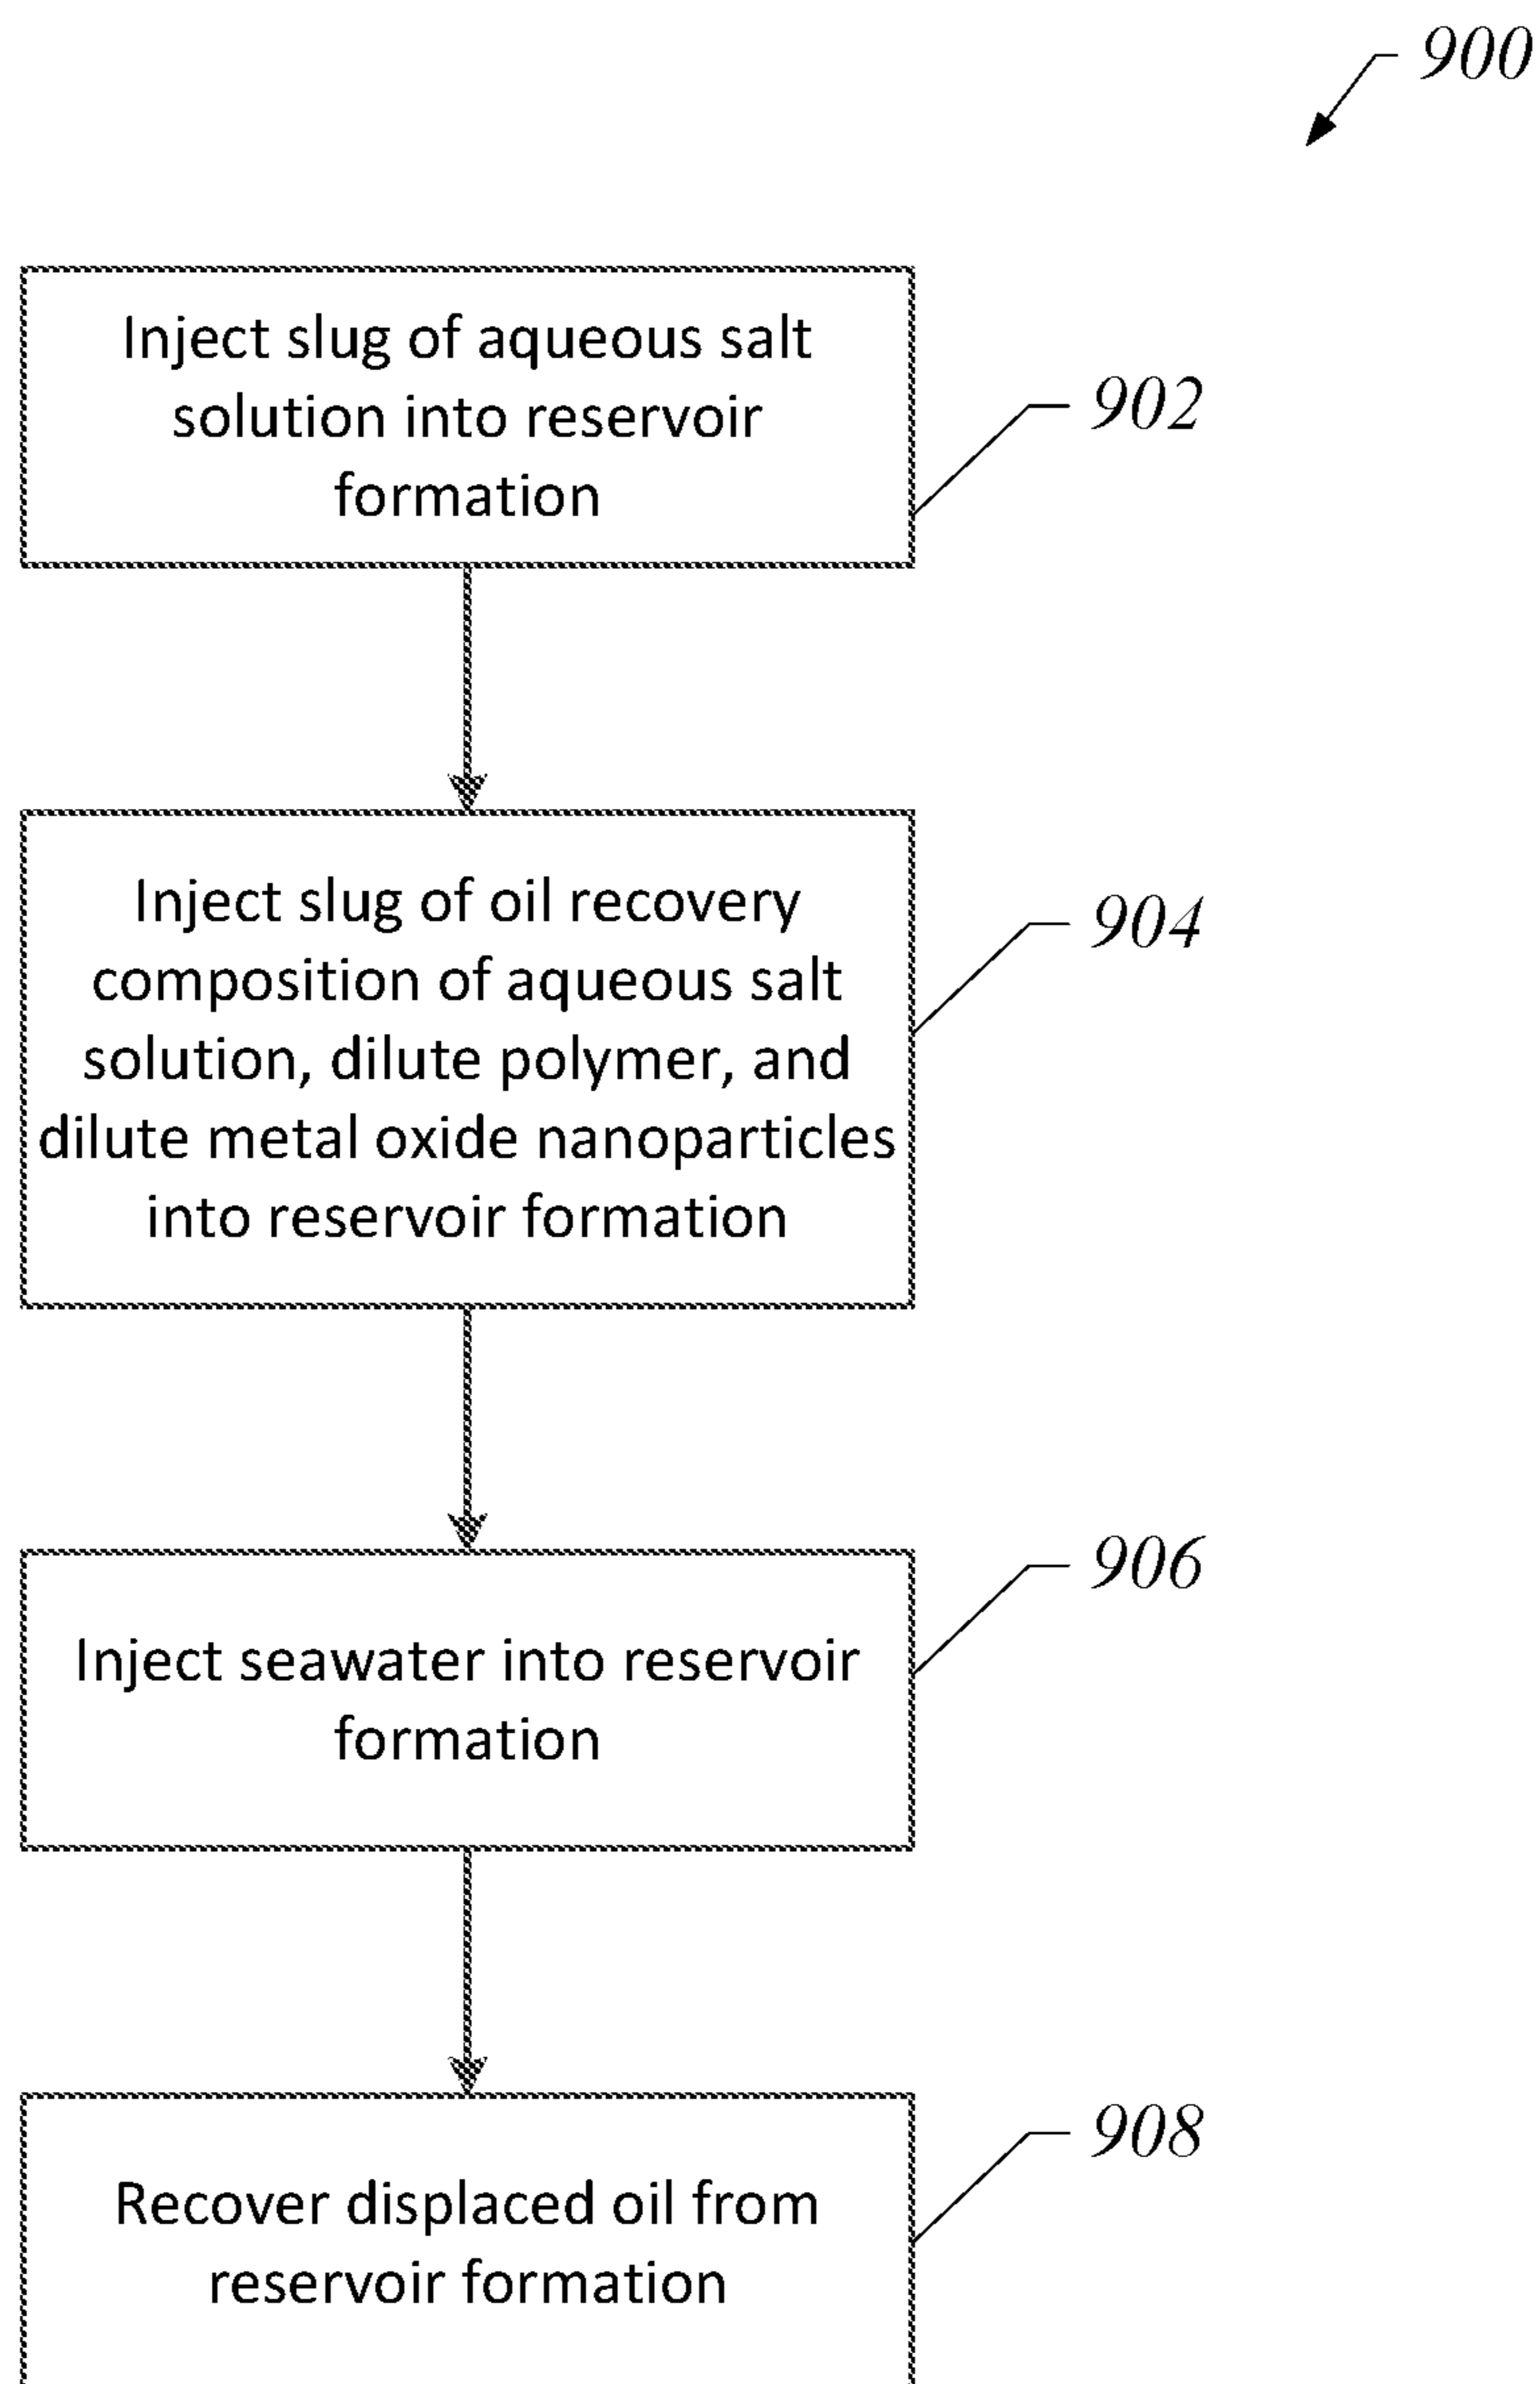 900
Inject slug of aqueous salt
solution into reservoir
formation
902
Inject slug of oil recovery
composition of aqueous salt
solution, dilute polymer, and
dilute metal oxide nanoparticles
into reservoir formation
904
Inject seawater into reservoir
formation
906
Recover displaced oil from
reservoir formation
908